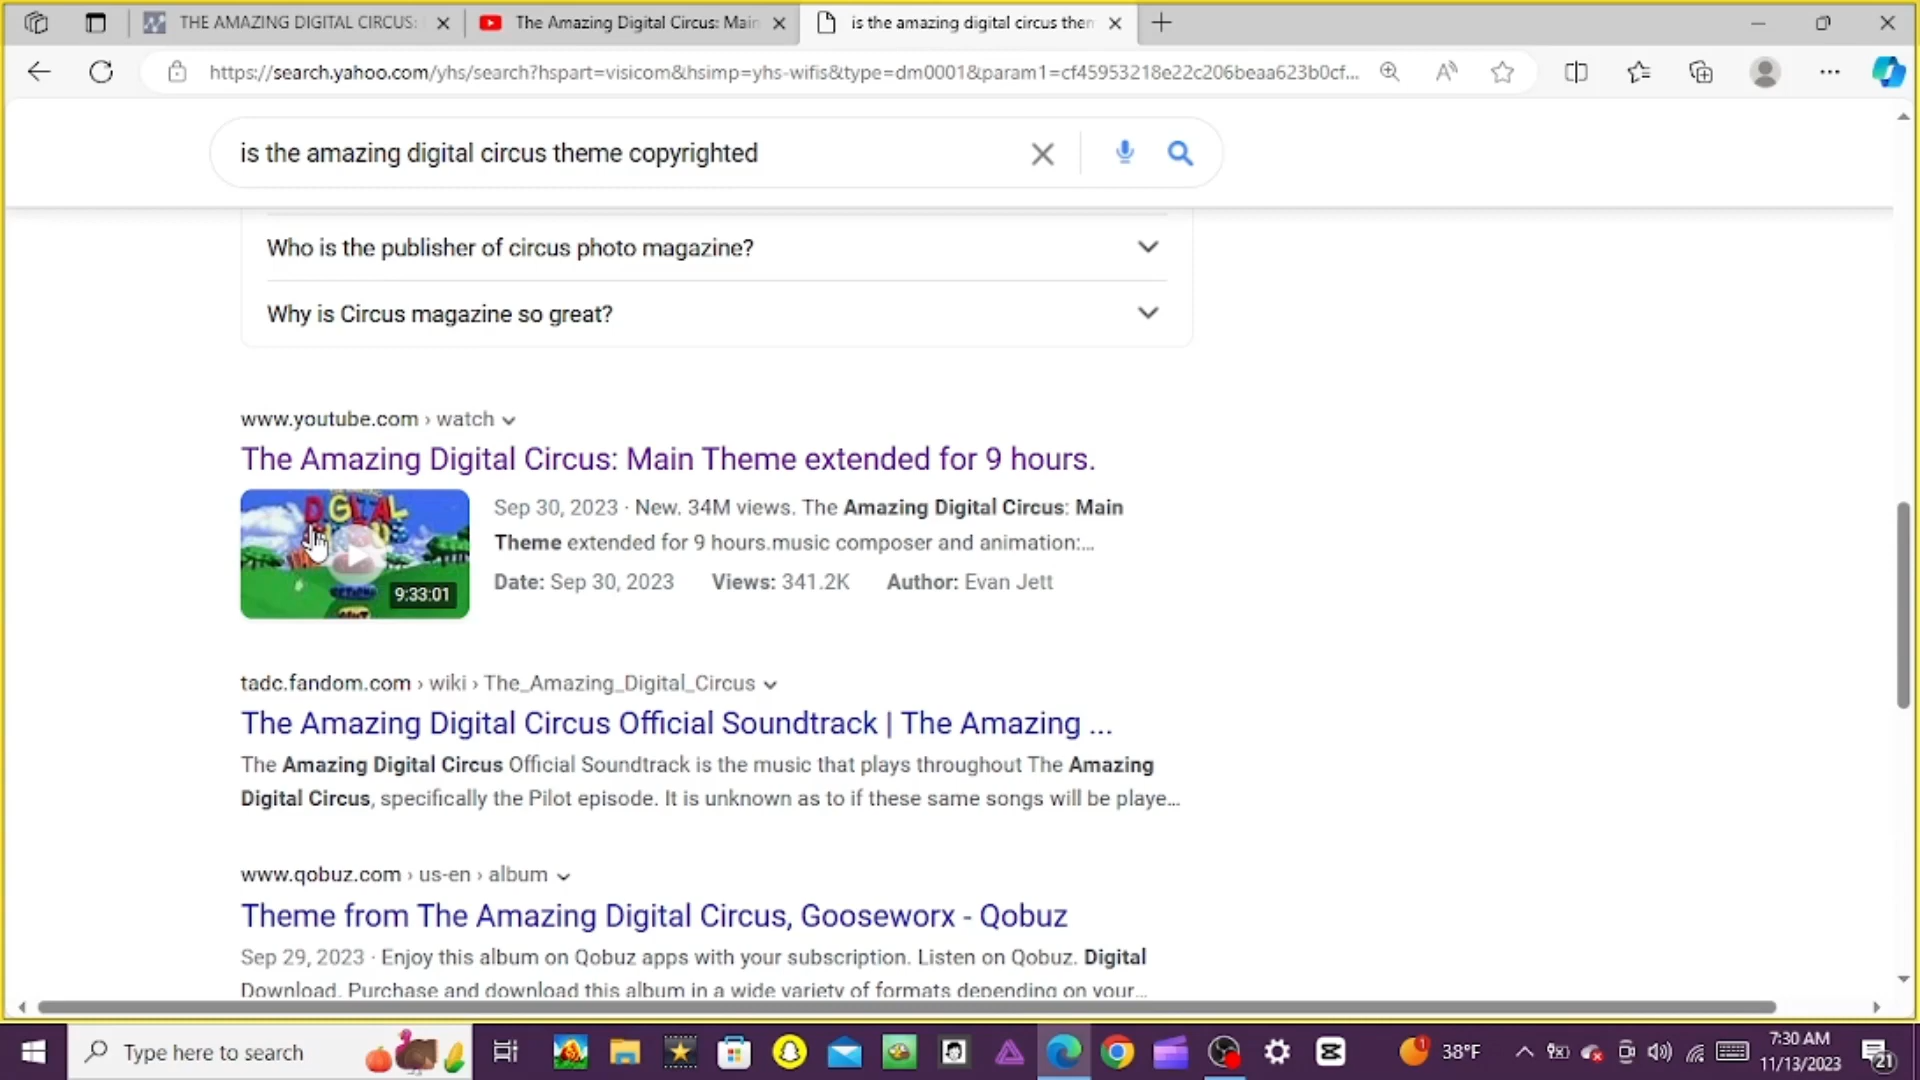 THE AMAZING DIGITAL CIRCUS:
The Amazing Digital Circus: Main
is the amazing digital circus then
https://search.yahoo.com/yhs/search?hspart=visicom&hsimp=yhs-wifis&type=dm0001&param1=cf45953218e22c206beaa623b0cf...
is the amazing digital circus theme copyrighted
Who is the publisher of circus photo magazine?
Why is Circus magazine so great?
www.youtube.com › watch
The Amazing Digital Circus: Main Theme extended for 9 hours.
DIGITAL
9:33:01
Sep 30, 2023 · New. 34M views. The Amazing Digital Circus: Main
Theme extended for 9 hours.music composer and animation:...
Date: Sep 30, 2023 Views: 341.2K Author: Evan Jett
tadc.fandom.com › wiki › The_Amazing_Digital_Circus
The Amazing Digital Circus Official Soundtrack | The Amazing ...
The Amazing Digital Circus Official Soundtrack is the music that plays throughout The Amazing
Digital Circus, specifically the Pilot episode. It is unknown as to if these same songs will be playe...
www.qobuz.com › us-en › album
Theme from The Amazing Digital Circus, Gooseworx - Qobuz
Sep 29, 2023 · Enjoy this album on Qobuz apps with your subscription. Listen on Qobuz. Digital
Download. Purchase and download this album in a wide variety of formats depending on your...
Type here to search
1
38°F
7:30 AM
11/13/2023
21